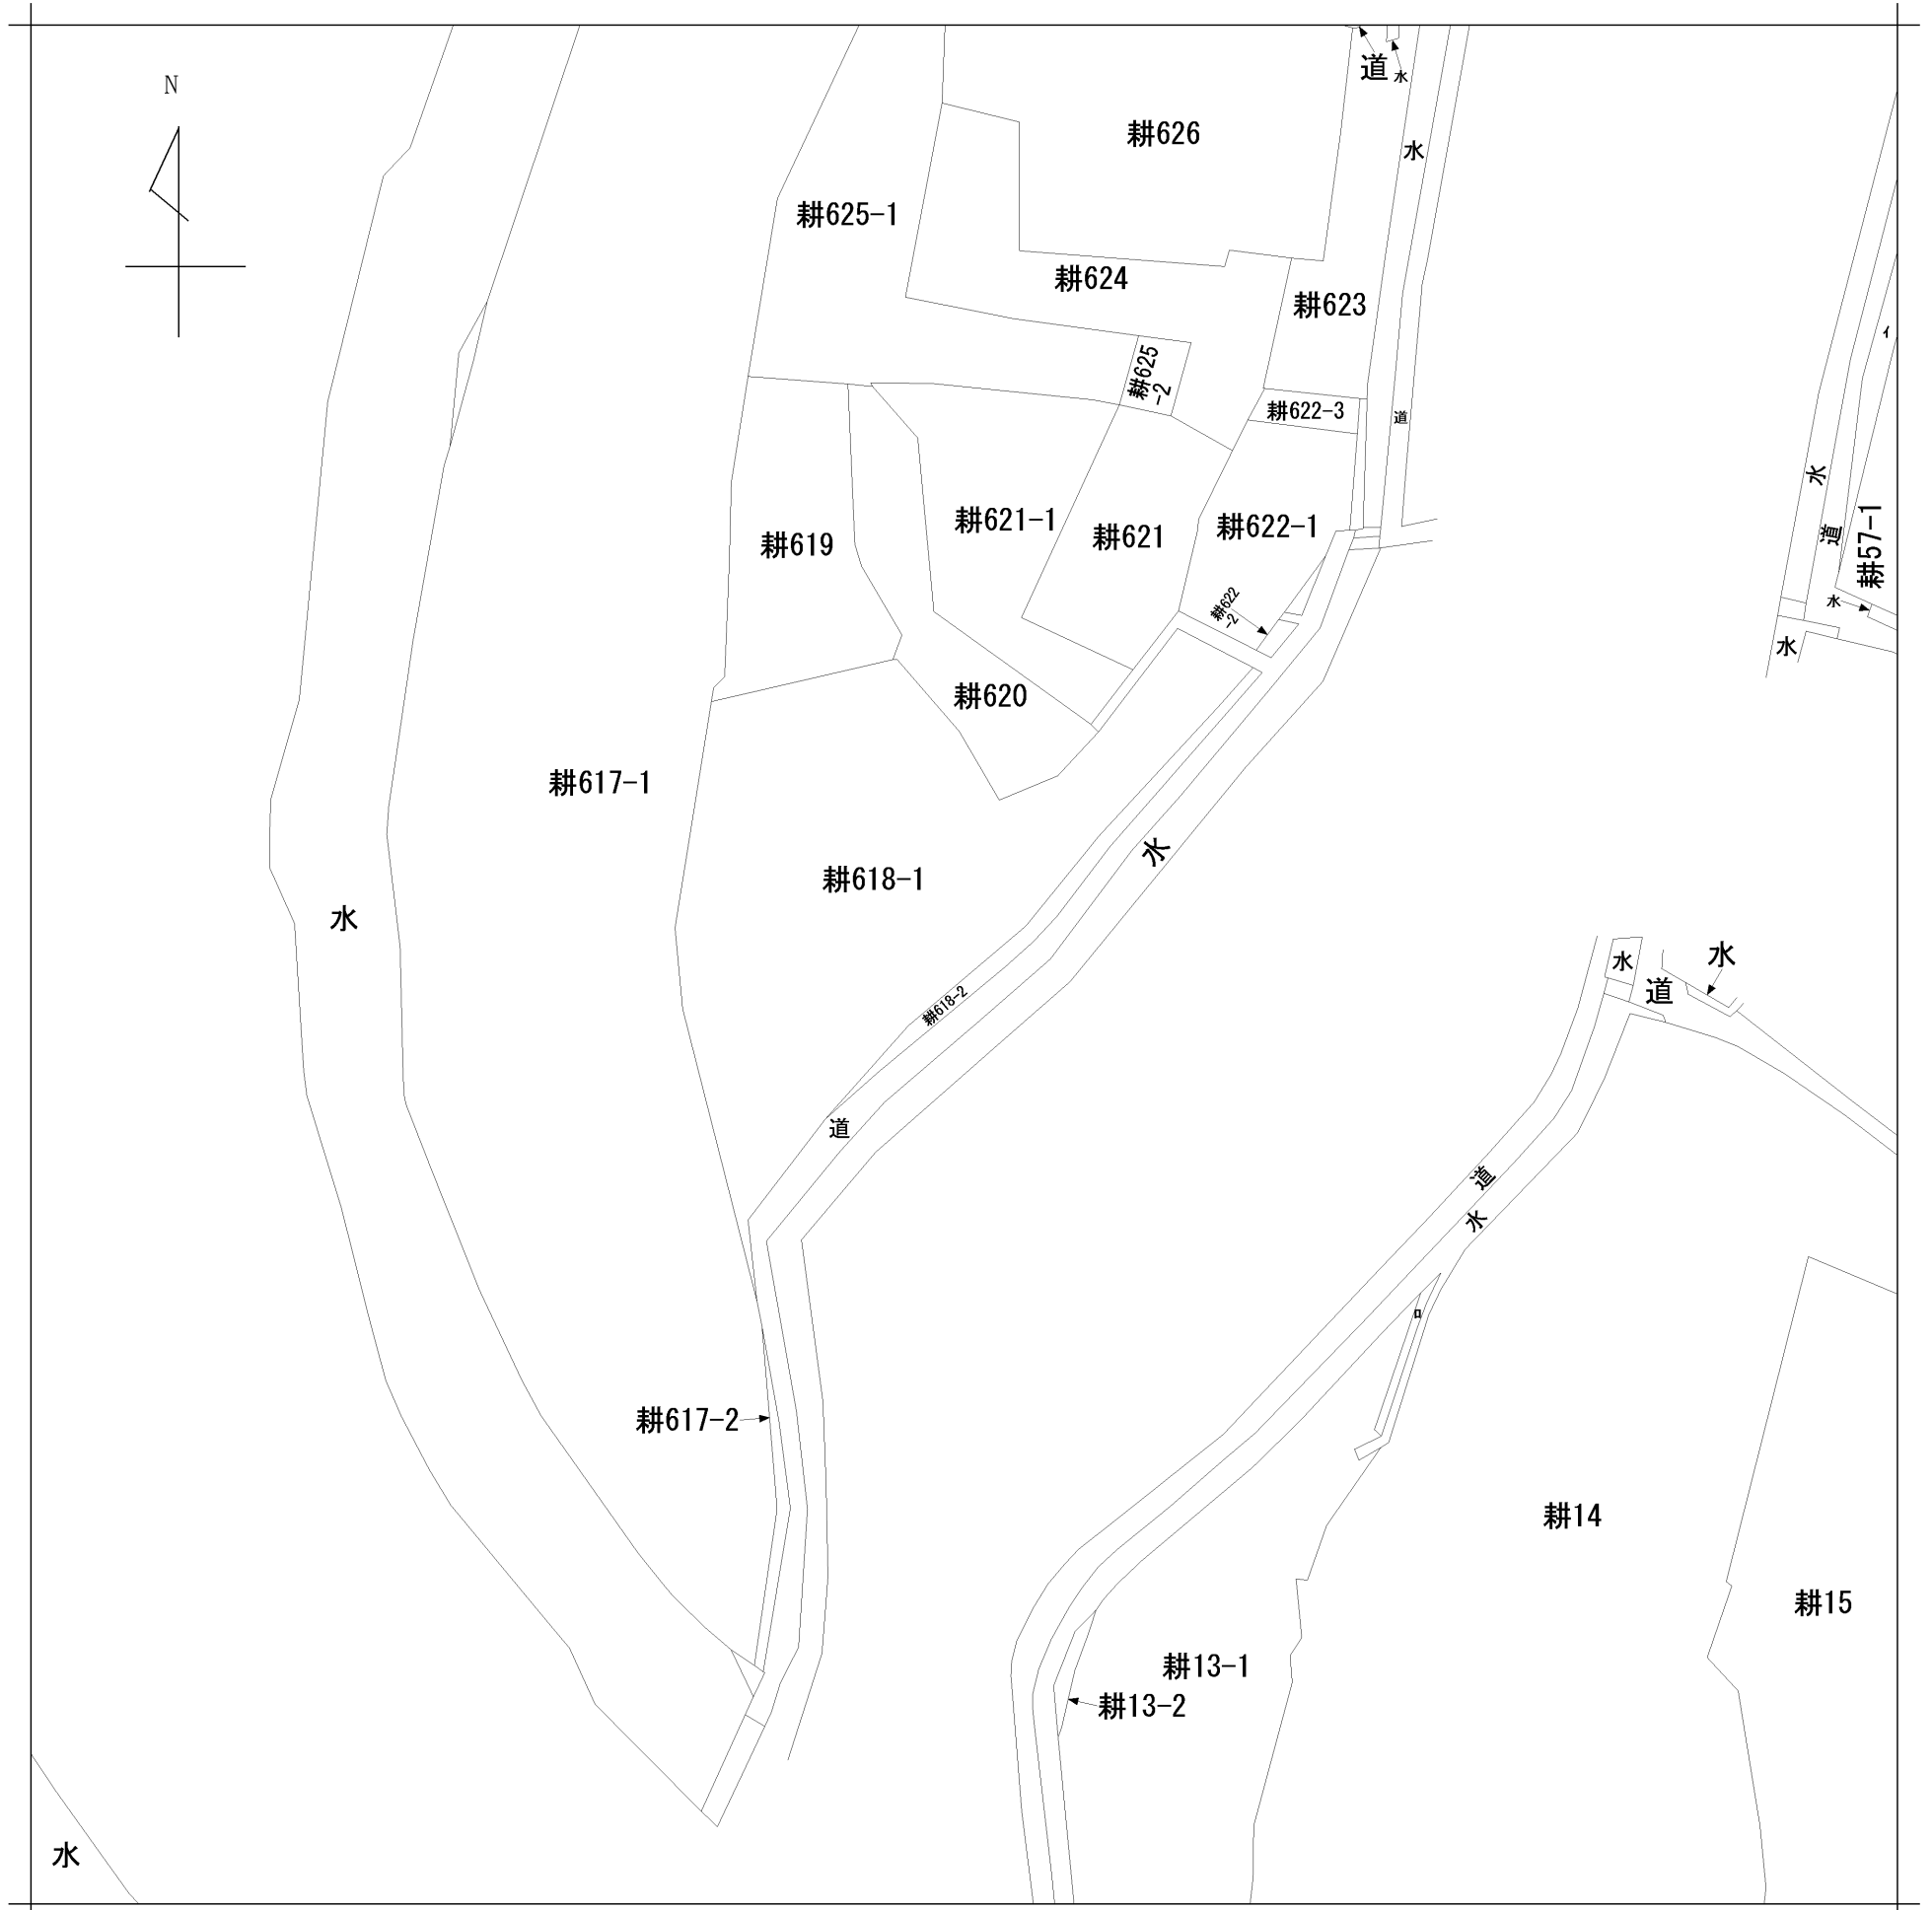 N
道
水
耕626
水
耕625-1
耕624
耕623
イ
耕625
-2
耕622-3
道
水
道
耕57-1
水
水
耕619
耕621-1
耕621
耕622-1
耕622
-2
耕620
耕617-1
水
耕618-1
水
耕618-2
道
水
水
道
道
水
ロ
耕617-2
耕14
耕15
耕13-1
耕13-2
水